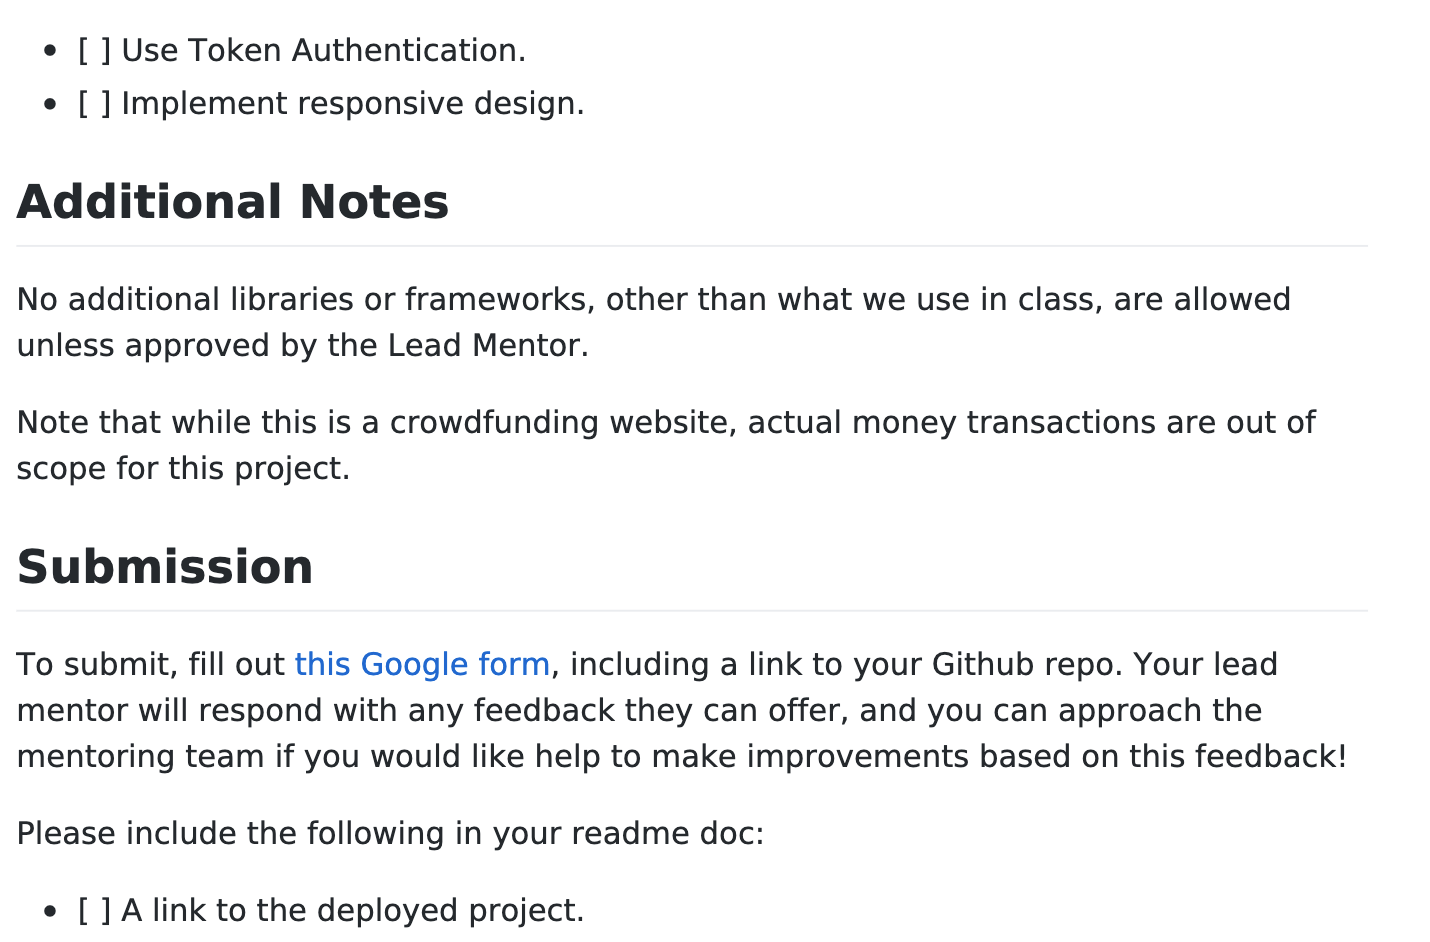 • [ ] Use Token Authentication.
• [ ] Implement responsive design.
Additional Notes
No additional libraries or frameworks, other than what we use in class, are allowed
unless approved by the Lead Mentor.
Note that while this is a crowdfunding website, actual money transactions are out of
scope for this project.
Submission
To submit, fill out this Google form, including a link to your Github repo. Your lead
mentor will respond with any feedback they can offer, and you can approach the
mentoring team if you would like help to make improvements based on this feedback!
Please include the following in your readme doc:
• [ ] A link to the deployed project.